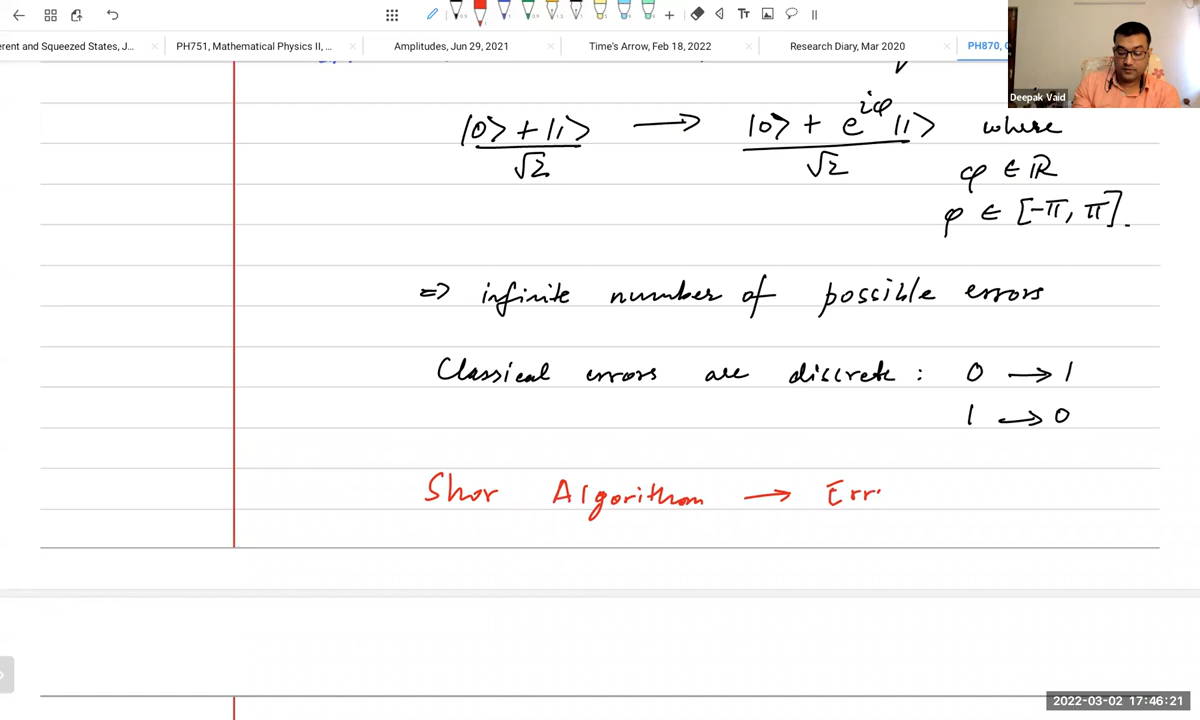 erent and Squeezed States, J... PH751, Mathematical Physics II, ... Amplitudes, Jun 29, 2021 Time's Arrow, Feb 18, 2022 Research Diary, Mar 2020 PH870,
Deepak Vaid
|0> + |1> / √2 → |0> + e^{iφ} |1> / √2 where
φ ∈ ℝ
φ ∈ [-π, π].
⇒ infinite number of possible errors
Classical errors are discrete : 0 → 1
1 → 0
Shor Algorithm → Err
2022-03-02 17:46:21